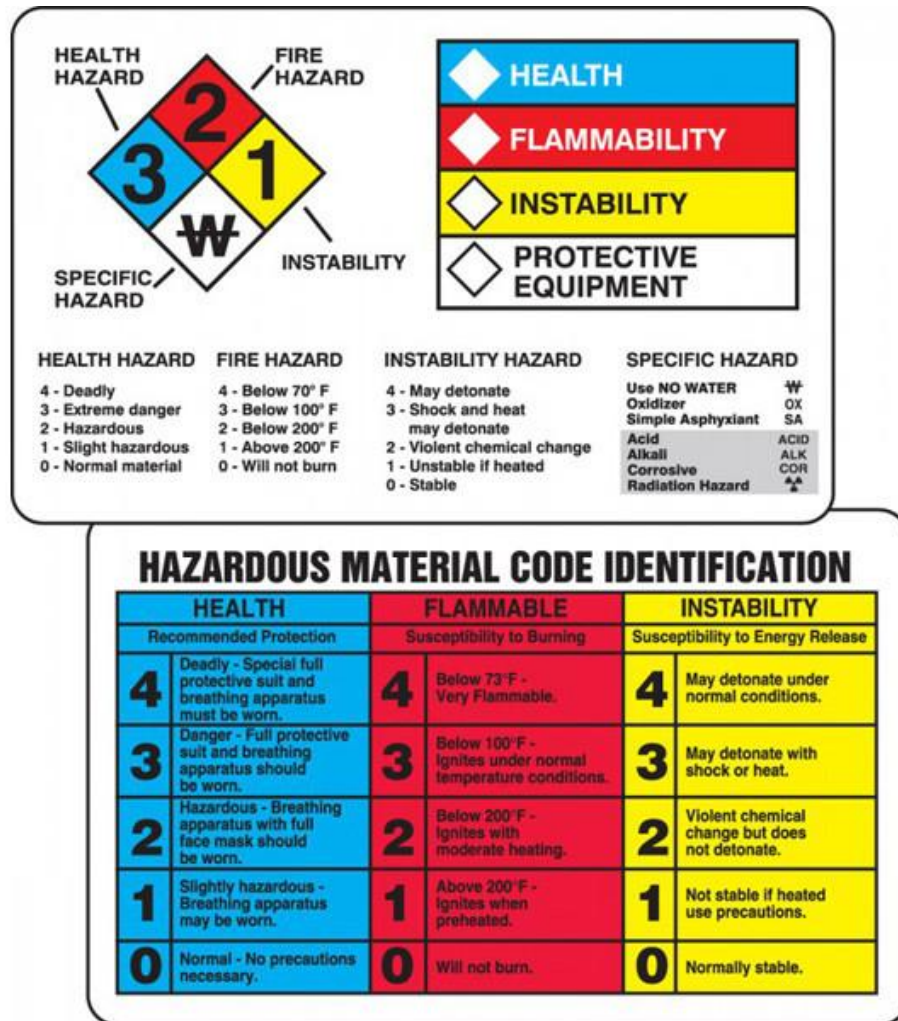 HEALTH
HAZARD
FIRE
HAZARD
2
3
1
W
SPECIFIC
HAZARD
INSTABILITY
HEALTH
FLAMMABILITY
INSTABILITY
PROTECTIVE
EQUIPMENT
HEALTH HAZARD
4 - Deadly
3 - Extreme danger
2 - Hazardous
1 - Slight hazardous
0 - Normal material
FIRE HAZARD
4 - Below 70° F
3 - Below 100° F
2 - Below 200° F
1 - Above 200° F
0 - Will not burn
INSTABILITY HAZARD
4 - May detonate
3 - Shock and heat
may detonate
2 - Violent chemical change
1 - Unstable if heated
0 - Stable
SPECIFIC HAZARD
Use NO WATER W
Oxidizer OX
Simple Asphyxiant SA
Acid ACID
Alkali ALK
Corrosive COR
Radiation Hazard
HAZARDOUS MATERIAL CODE IDENTIFICATION
HEALTH
Recommended Protection
4
Deadly - Special full
protective suit and
breathing apparatus
must be worn.
3
Danger - Full protective
suit and breathing
apparatus should
be worn.
2
Hazardous - Breathing
apparatus with full
face mask should
be worn.
1
Slightly hazardous -
Breathing apparatus
may be worn.
0
Normal - No precautions
necessary.
FLAMMABLE
Susceptibility to Burning
4
Below 73°F -
Very Flammable.
3
Below 100°F -
Ignites under normal
temperature conditions.
2
Below 200°F -
Ignites with
moderate heating.
1
Above 200°F -
Ignites when
preheated.
0
Will not burn.
INSTABILITY
Susceptibility to Energy Release
4
May detonate under
normal conditions.
3
May detonate with
shock or heat.
2
Violent chemical
change but does
not detonate.
1
Not stable if heated
use precautions.
0
Normally stable.